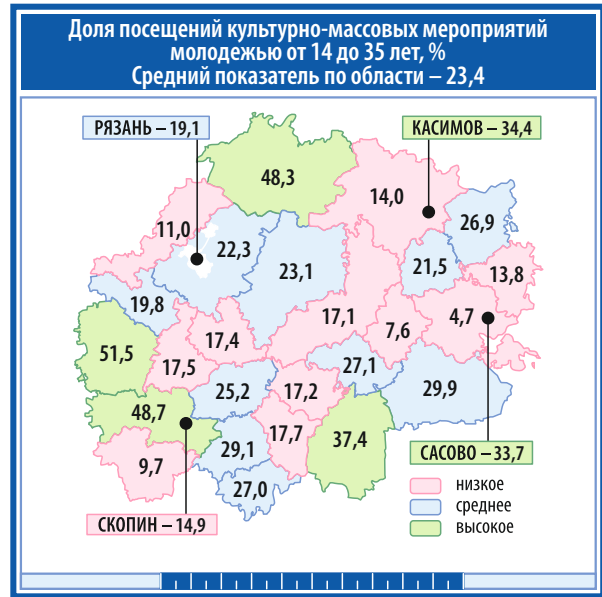 Доля посещений культурно-массовых мероприятий
молодежью от 14 до 35 лет, %
Средний показатель по области – 23,4
РЯЗАНЬ – 19,1
КАСИМОВ – 34,4
48,3
14,0
26,9
11,0
22,3
23,1
21,5
13,8
19,8
17,1
7,6
4,7
51,5
17,5
17,4
27,1
25,2
17,2
29,9
48,7
29,1
17,7
37,4
9,7
27,0
САСОВО – 33,7
СКОПИН – 14,9
низкое
среднее
высокое